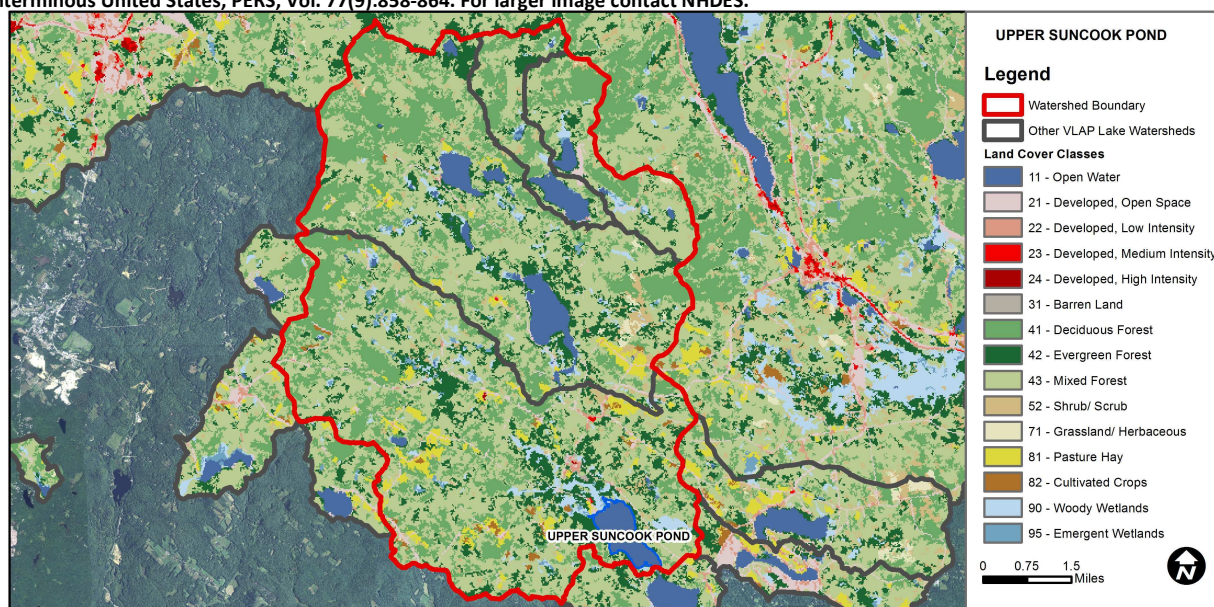 terminous United States, PERS, Vol. 77(9):858-864. For larger image contact NHDES.
UPPER SUNCOOK POND
Legend
Watershed Boundary
Other VLAP Lake Watersheds
Land Cover Classes
11 - Open Water
21 - Developed, Open Space
22 - Developed, Low Intensity
23 - Developed, Medium Intensity
24 - Developed, High Intensity
31 - Barren Land
41 - Deciduous Forest
42 - Evergreen Forest
43 - Mixed Forest
52 - Shrub/ Scrub
71 - Grassland/ Herbaceous
81 - Pasture Hay
82 - Cultivated Crops
90 - Woody Wetlands
95 - Emergent Wetlands
0 0.75 1.5
Miles
N
UPPER SUNCOOK POND